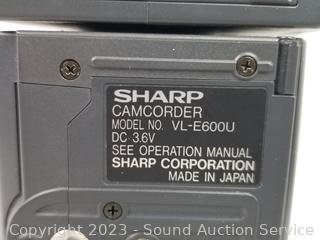 SHARP
CAMCORDER
MODEL NO. VL-E600U
DC 3.6V
SEE OPERATION MANUAL
SHARP CORPORATION
MADE IN JAPAN
Copyright 2023 - Sound Auction Service